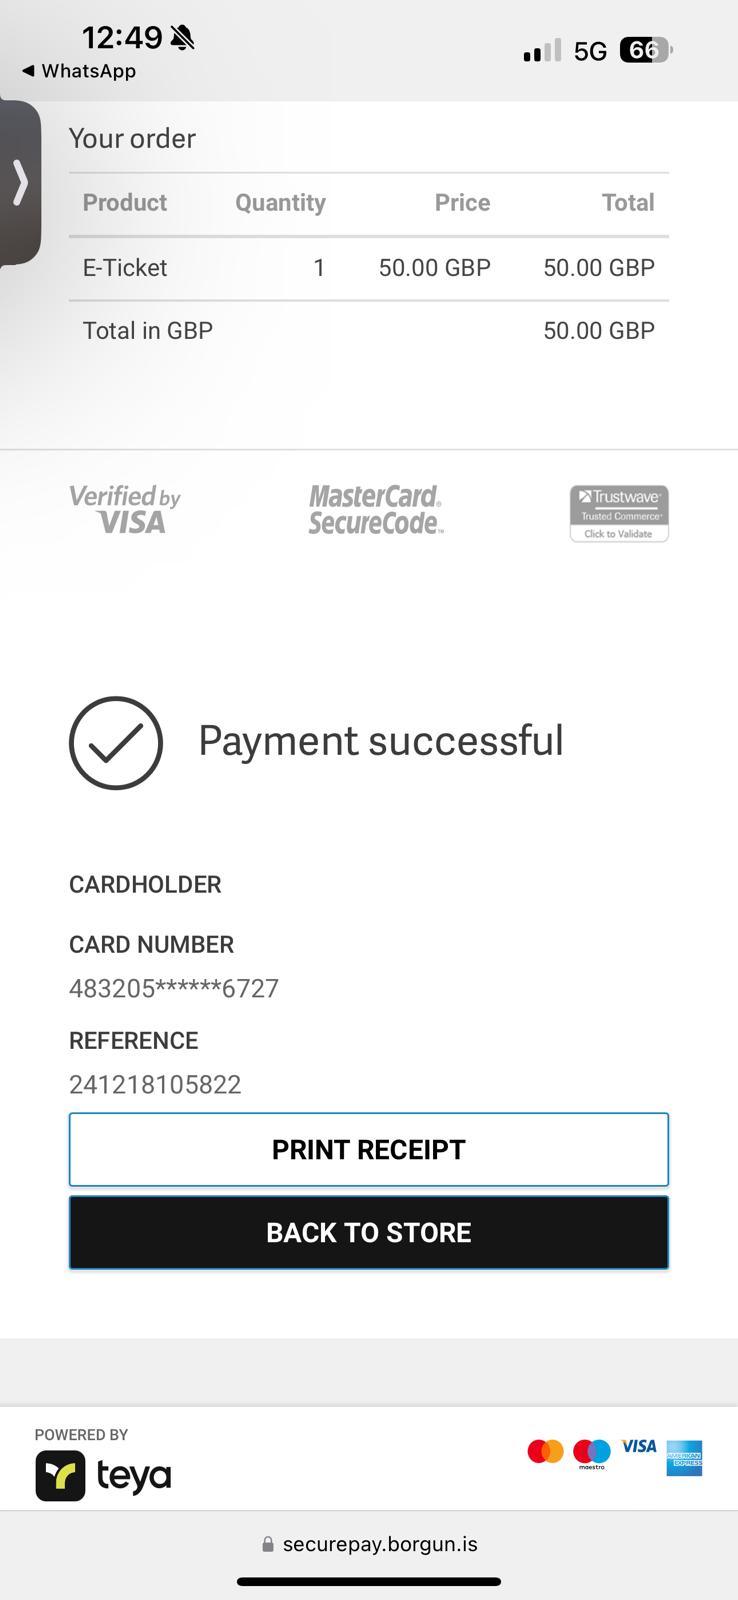 12:49
5G 66
◀ WhatsApp
Your order
Product Quantity Price Total
E-Ticket 1 50.00 GBP 50.00 GBP
Total in GBP 50.00 GBP
Verified by
VISA
MasterCard®
SecureCode™
Trustwave®
Trusted Commerce®
Click to Validate
Payment successful
CARDHOLDER
CARD NUMBER
483205******6727
REFERENCE
241218105822
PRINT RECEIPT
BACK TO STORE
POWERED BY
teya
maestro
VISA
AMERICAN
EXPRESS
securepay.borgun.is